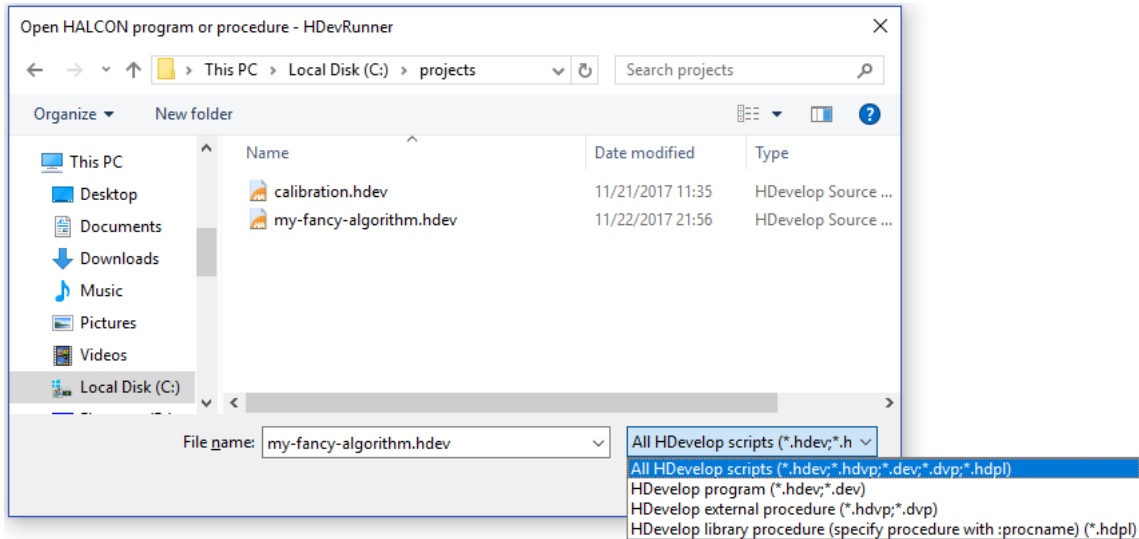 Open HALCON program or procedure - HDevRunner
This PC > Local Disk (C:) > projects
Search projects
Organize
New folder
Name
Date modified
Type
This PC
Desktop
Documents
Downloads
Music
Pictures
Videos
Local Disk (C:)
calibration.hdev 11/21/2017 11:35 HDevelop Source ...
my-fancy-algorithm.hdev 11/22/2017 21:56 HDevelop Source ...
File name: my-fancy-algorithm.hdev
All HDevelop scripts (*.hdev;*.h
All HDevelop scripts (*.hdev;*.hdvp;*.dev;*.dvp;*.hdpl)
HDevelop program (*.hdev;*.dev)
HDevelop external procedure (*.hdvp;*.dvp)
HDevelop library procedure (specify procedure with :procname) (*.hdpl)